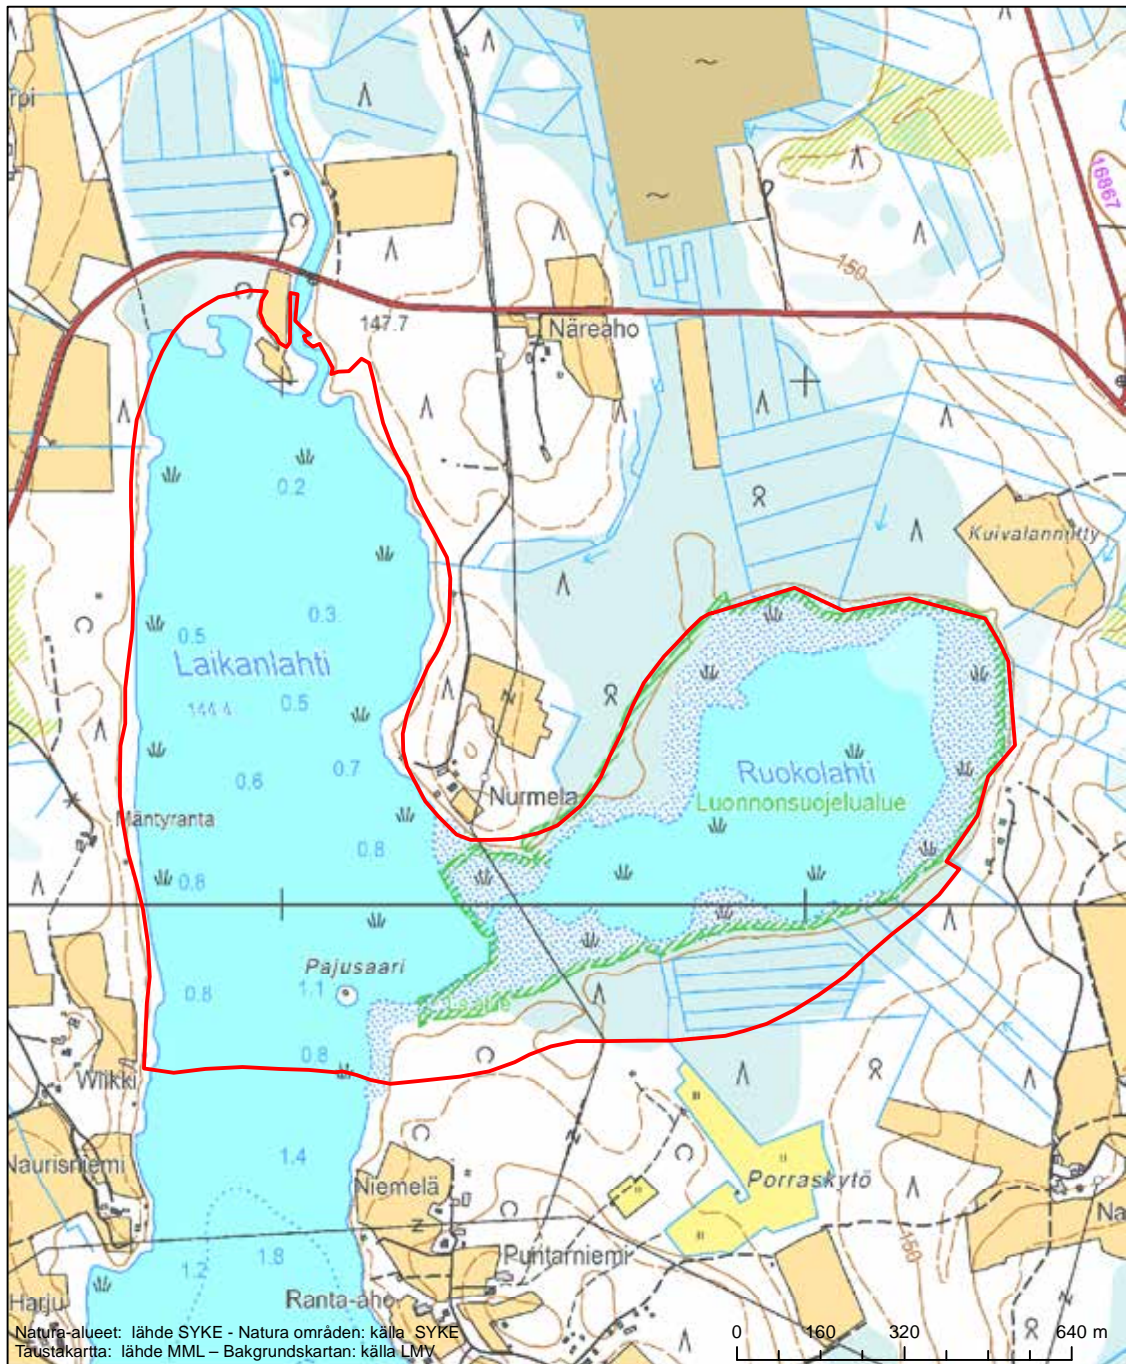 16867
150
147.7
Näreaho
Kuivalanniitty
0.2
0.3
0.5
Laikanlahti
144.4
0.5
0.7
0.6
Nurmela
Ruokolahti
Luonnonsuojelualue
Mäntyranta
0.8
0.8
Pajusaari
1.1
0.8
0.8
Wiikki
1.4
Naurisniemi
Niemelä
Porraskytö
Na
150
Puntarniemi
1.8
1.2
Harju
Ranta-aho
Natura-alueet: lähde SYKE - Natura områden: källa SYKE
Taustakartta: lähde MML – Bakgrundskartan: källa LMV
0 160 320 640 m